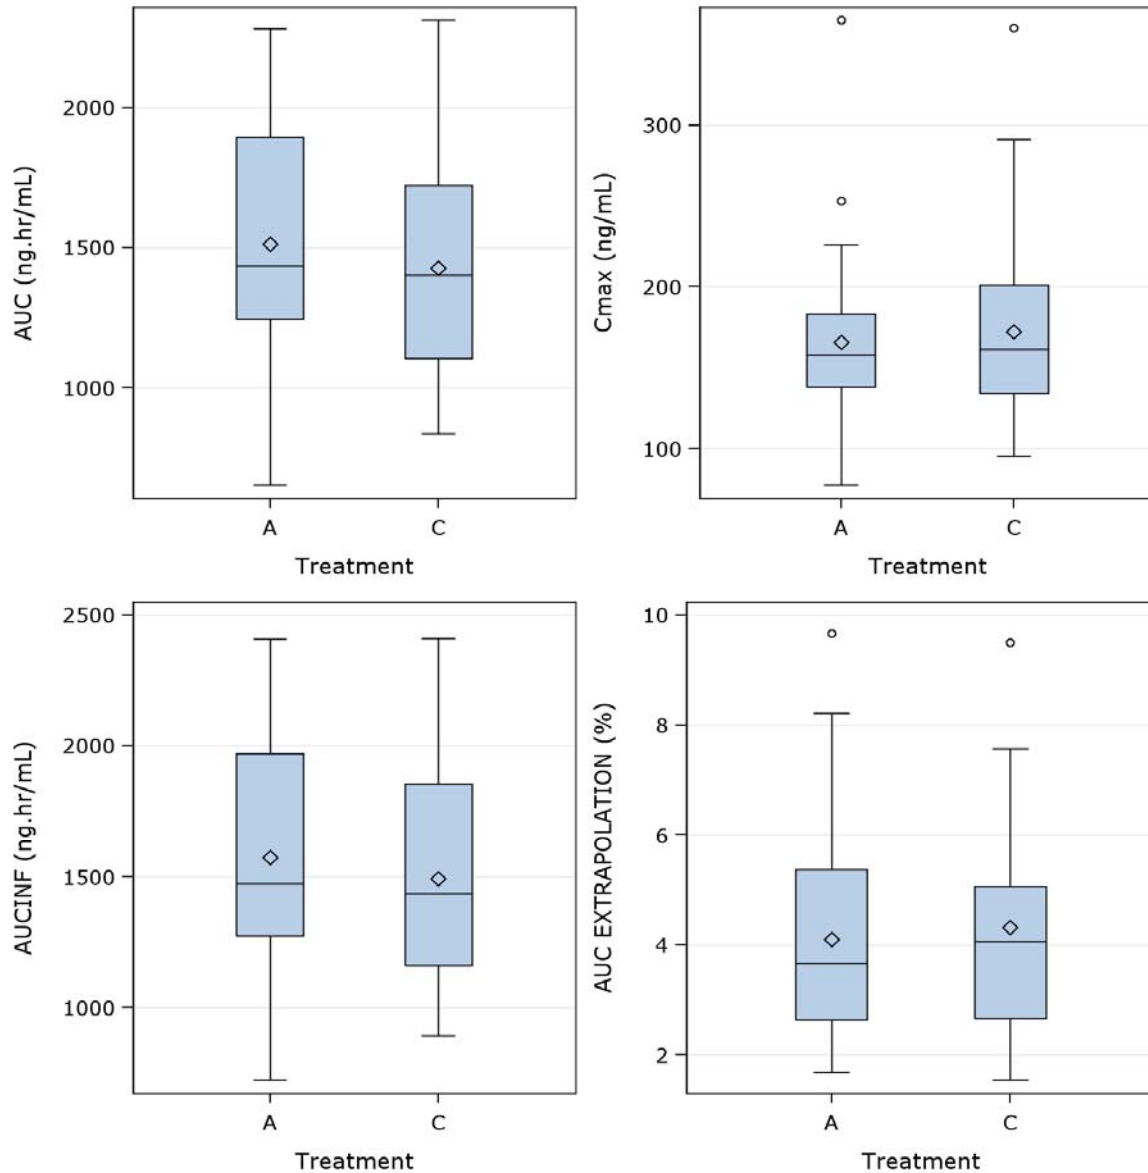 AUC (ng.hr/mL)
2000
1500
1000
A
C
Treatment
Cmax (ng/mL)
300
200
100
A
C
Treatment
AUCINF (ng.hr/mL)
2500
2000
1500
1000
A
C
Treatment
AUC EXTRAPOLATION (%)
10
8
6
4
2
A
C
Treatment